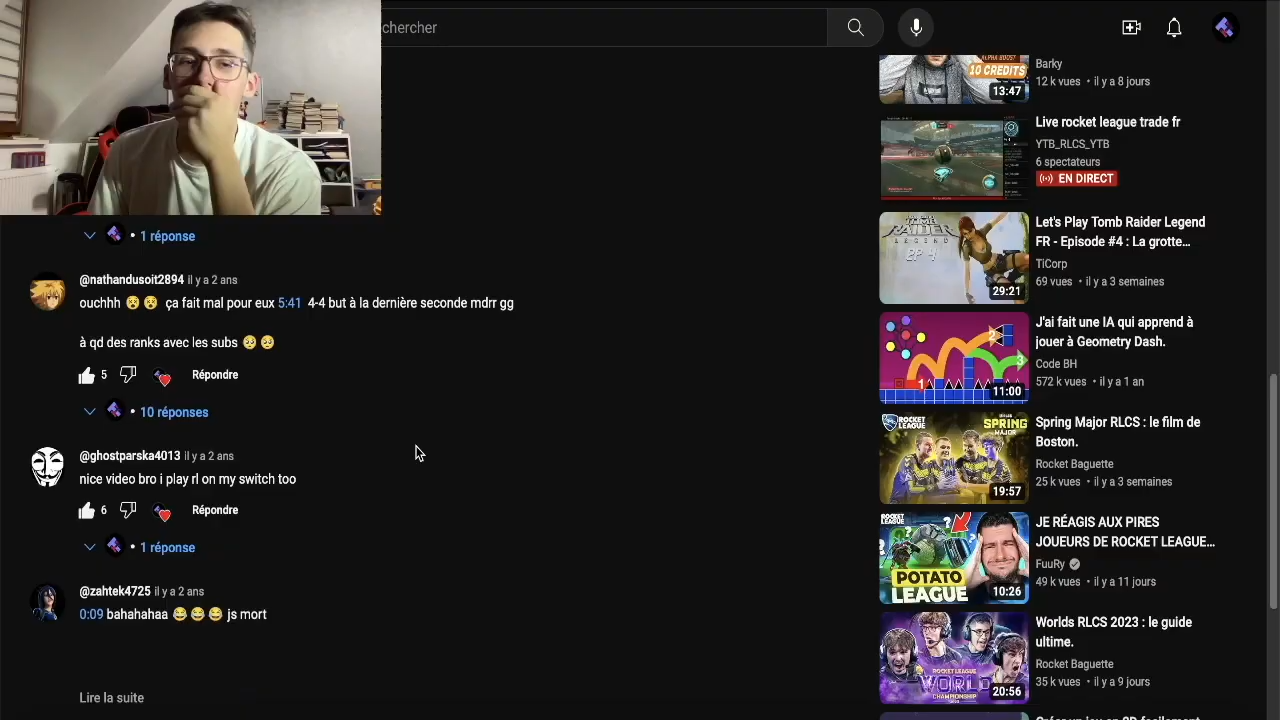 chercher
1 réponse
@nathandusoit2894 il y a 2 ans
ouchhh 😵 😵 ça fait mal pour eux 5:41 4-4 but à la dernière seconde mdrr gg
à qd des ranks avec les subs 🥺 🥺
5 Répondre
10 réponses
@ghostparska4013 il y a 2 ans
nice video bro i play rl on my switch too
6 Répondre
1 réponse
@zahtek4725 il y a 2 ans
0:09 bahahahaa 😂 😂 😂 js mort
Lire la suite
10 CREDITS
13:47
Barky
12 k vues • il y a 8 jours
Live rocket league trade fr
YTB_RLCS_YTB
6 spectateurs
EN DIRECT
TOMB RAIDER
LEGEND
EP 4
29:21
Let's Play Tomb Raider Legend
FR - Episode #4 : La grotte…
TiCorp
69 vues • il y a 3 semaines
1
2
3
11:00
J'ai fait une IA qui apprend à
jouer à Geometry Dash.
Code BH
572 k vues • il y a 1 an
ROCKET
LEAGUE
SPRING
MAJOR
19:57
Spring Major RLCS : le film de
Boston.
Rocket Baguette
25 k vues • il y a 3 semaines
ROCKET
LEAGUE
POTATO
LEAGUE
10:26
JE RÉAGIS AUX PIRES
JOUEURS DE ROCKET LEAGUE…
FuuRy
49 k vues • il y a 11 jours
ROCKET LEAGUE
WORLD
CHAMPIONSHIP
20:56
Worlds RLCS 2023 : le guide
ultime.
Rocket Baguette
35 k vues • il y a 9 jours